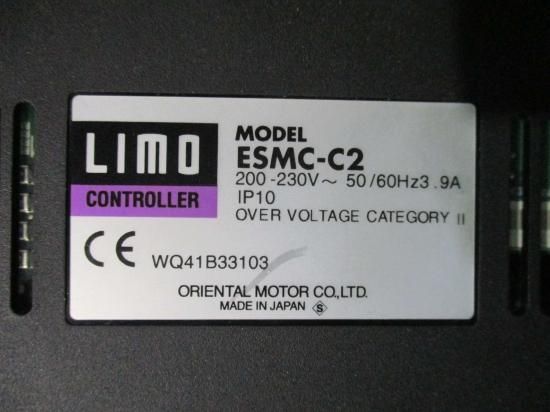 LIMO
CONTROLLER
MODEL
ESMC-C2
200-230V～ 50/60Hz3.9A
IP10
OVER VOLTAGE CATEGORY II
CE WQ41B33103
ORIENTAL MOTOR CO.,LTD.
MADE IN JAPAN S